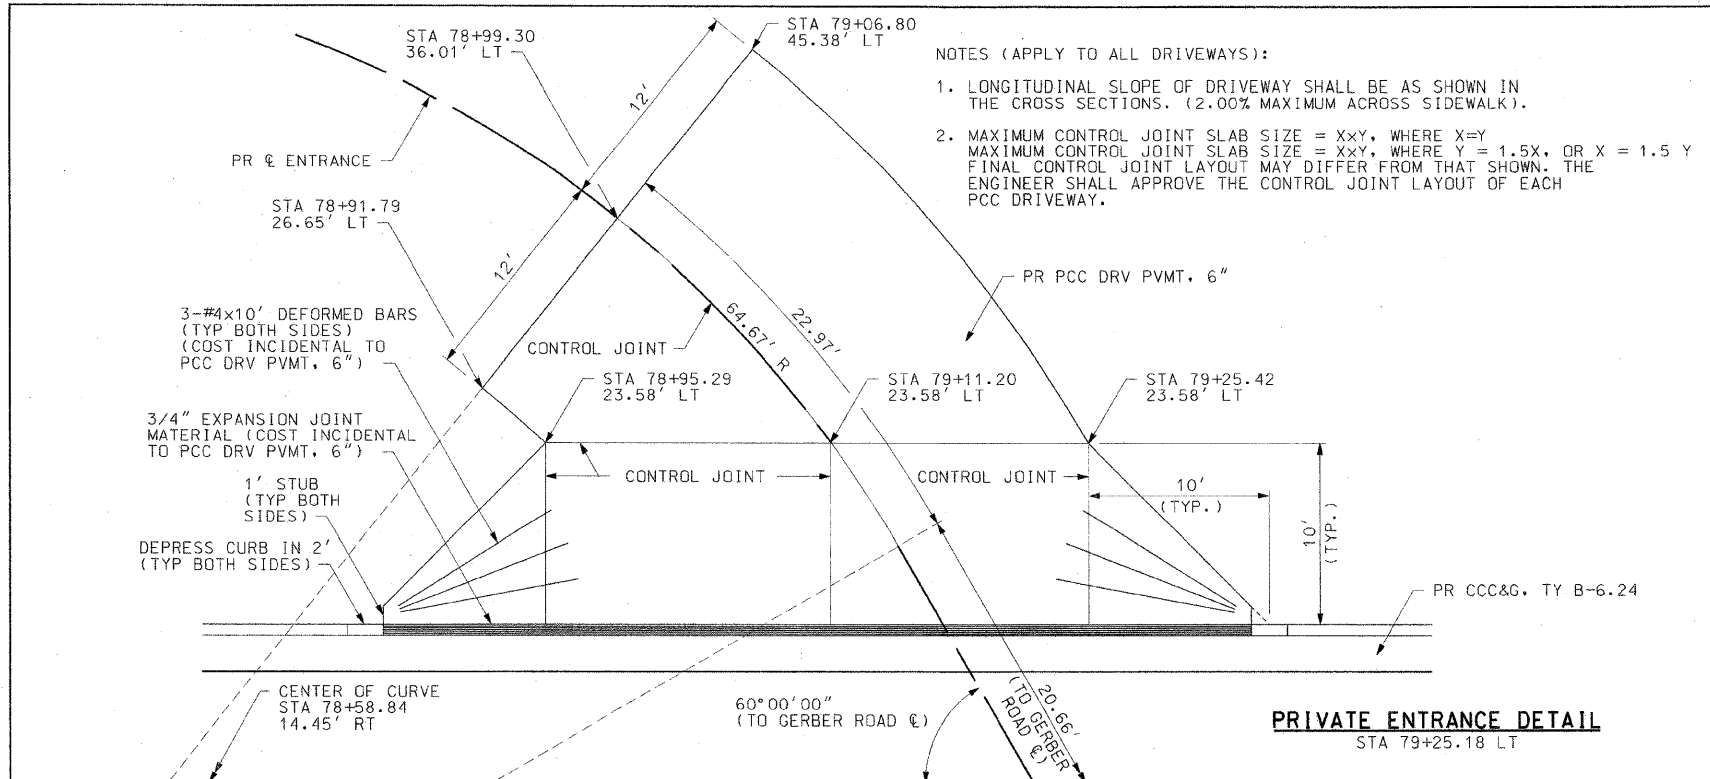 STA 78+99.30
36.01' LT
STA 79+06.80
45.38' LT
NOTES (APPLY TO ALL DRIVEWAYS):
1. LONGITUDINAL SLOPE OF DRIVEWAY SHALL BE AS SHOWN IN
THE CROSS SECTIONS. (2.00% MAXIMUM ACROSS SIDEWALK).
2. MAXIMUM CONTROL JOINT SLAB SIZE = XxY, WHERE X=Y
MAXIMUM CONTROL JOINT SLAB SIZE = XxY, WHERE Y = 1.5X, OR X = 1.5 Y
FINAL CONTROL JOINT LAYOUT MAY DIFFER FROM THAT SHOWN. THE
ENGINEER SHALL APPROVE THE CONTROL JOINT LAYOUT OF EACH
PCC DRIVEWAY.
12'
PR ℄ ENTRANCE
STA 78+91.79
26.65' LT
12'
PR PCC DRV PVMT, 6"
3-#4x10' DEFORMED BARS
(TYP BOTH SIDES)
(COST INCIDENTAL TO
PCC DRV PVMT, 6")
CONTROL JOINT
64.67' R
22.97'
STA 78+95.29
23.58' LT
STA 79+11.20
23.58' LT
STA 79+25.42
23.58' LT
3/4" EXPANSION JOINT
MATERIAL (COST INCIDENTAL
TO PCC DRV PVMT, 6")
CONTROL JOINT
CONTROL JOINT
10'
(TYP.)
10'
(TYP.)
1' STUB
(TYP BOTH
SIDES)
DEPRESS CURB IN 2'
(TYP BOTH SIDES)
PR CCC&G, TY B-6.24
CENTER OF CURVE
STA 78+58.84
14.45' RT
60°00'00"
(TO GERBER ROAD ℄)
20.66'
(TO GERBER
ROAD ℄)
PRIVATE ENTRANCE DETAIL
STA 79+25.18 LT